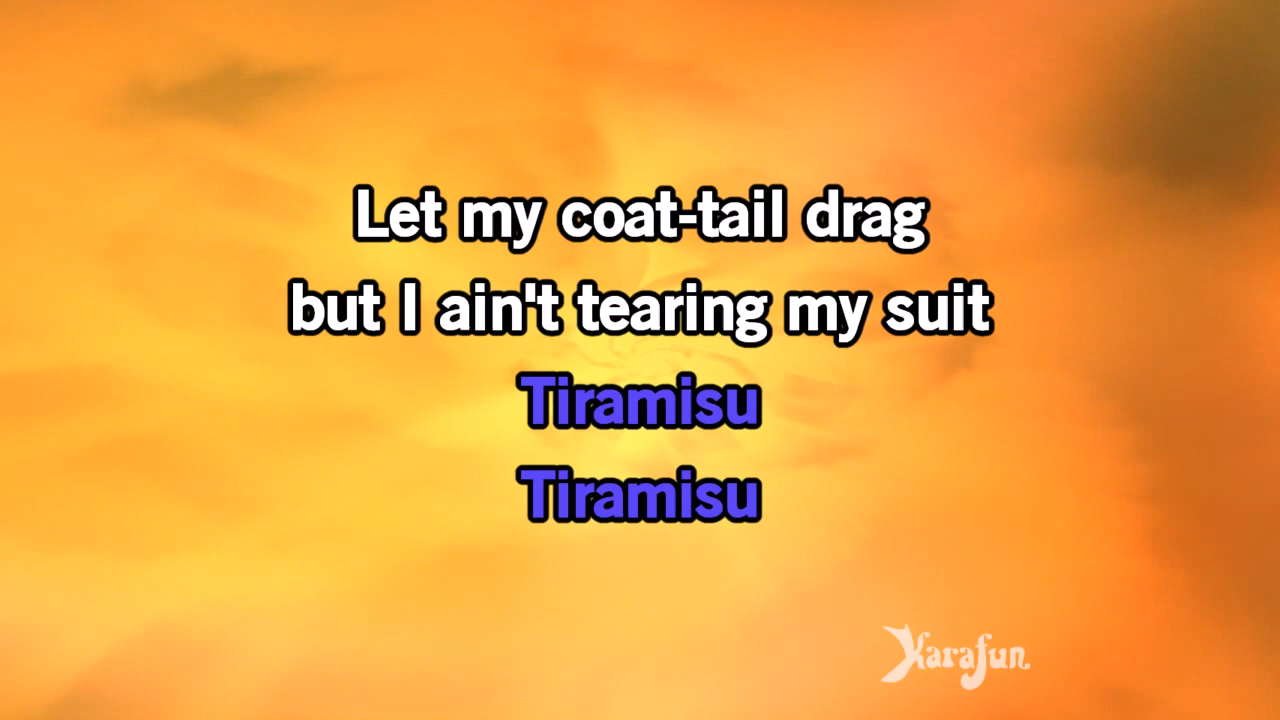 Let my coat-tail drag
but I ain't tearing my suit
Tiramisu
Tiramisu
Karafun